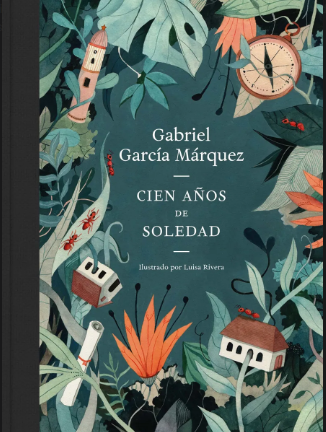 Gabriel
García Márquez
CIEN AÑOS
DE
SOLEDAD
Ilustrado por Luisa Rivera